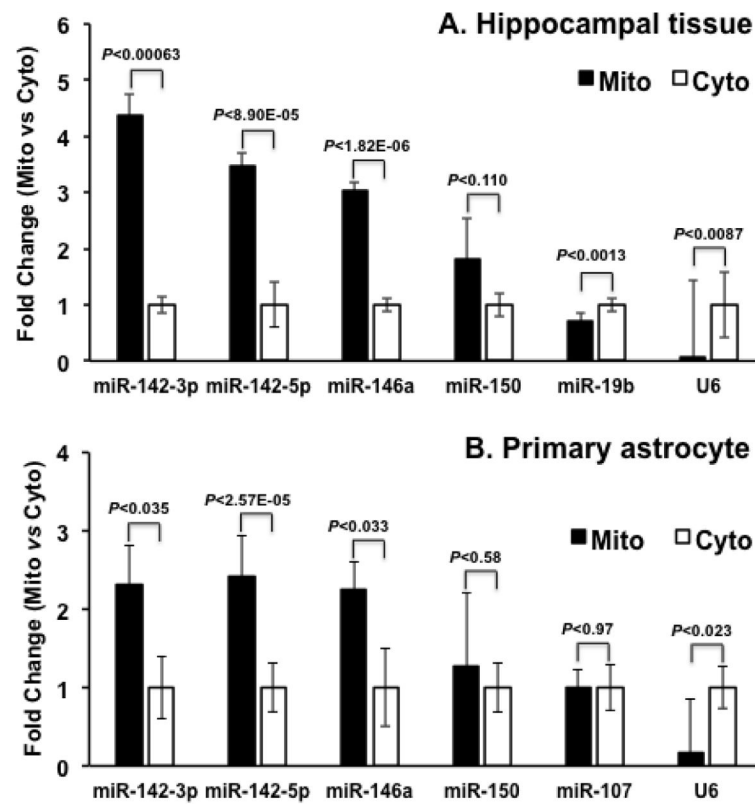 A. Hippocampal tissue
Fold Change (Mito vs Cyto)
6
5
4
3
2
1
0
Mito Cyto
P<0.00063
P<8.90E-05
P<1.82E-06
P<0.110
P<0.0013
P<0.0087
miR-142-3p miR-142-5p miR-146a miR-150 miR-19b U6
B. Primary astrocyte
Fold Change (Mito vs Cyto)
4
3
2
1
0
Mito Cyto
P<0.035
P<2.57E-05
P<0.033
P<0.58
P<0.97
P<0.023
miR-142-3p miR-142-5p miR-146a miR-150 miR-107 U6